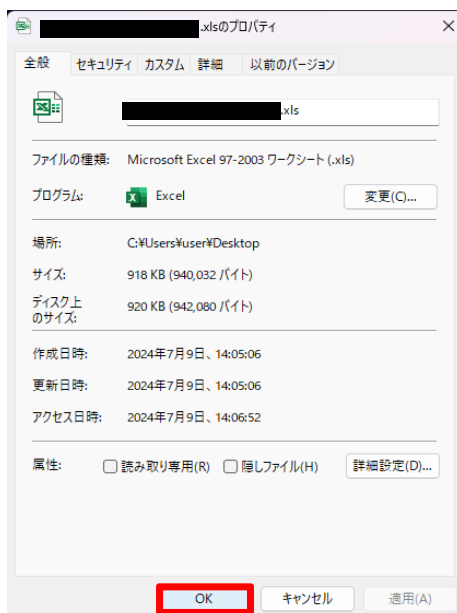 .xlsのプロパティ
全般 セキュリティ カスタム 詳細 以前のバージョン
.xls
ファイルの種類: Microsoft Excel 97-2003 ワークシート (.xls)
プログラム: Excel 変更(C)...
場所: C:¥Users¥user¥Desktop
サイズ: 918 KB (940,032 バイト)
ディスク上
のサイズ: 920 KB (942,080 バイト)
作成日時: 2024年7月9日、14:05:06
更新日時: 2024年7月9日、14:05:06
アクセス日時: 2024年7月9日、14:06:52
属性: 読み取り専用(R) 隠しファイル(H) 詳細設定(D)...
OK キャンセル 適用(A)